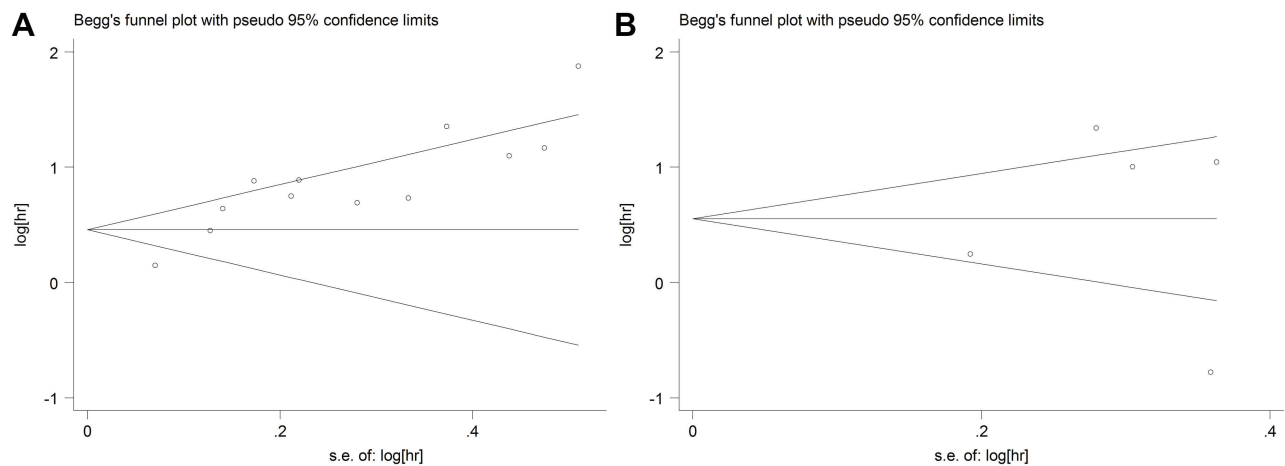 A
Begg's funnel plot with pseudo 95% confidence limits
2
1
0
-1
log[hr]
0
.2
.4
s.e. of: log[hr]
B
Begg's funnel plot with pseudo 95% confidence limits
2
1
0
-1
log[hr]
0
.2
.4
s.e. of: log[hr]